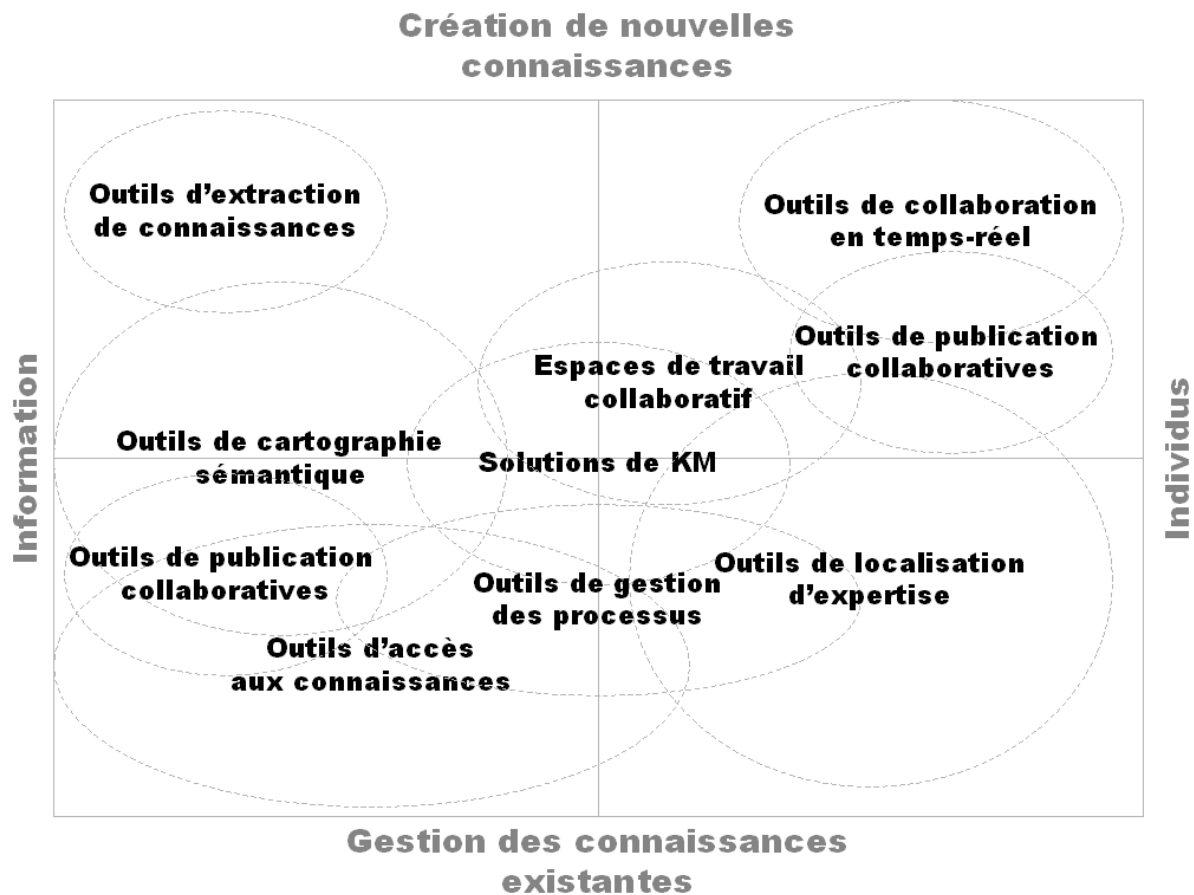 Création de nouvelles
connaissances
Outils d’extraction
de connaissances
Outils de collaboration
en temps-réel
Outils de publication
collaboratives
Espaces de travail
collaboratif
Information
Individus
Outils de cartographie
sémantique
Solutions de KM
Outils de publication
collaboratives
Outils de gestion
des processus
Outils de localisation
d’expertise
Outils d’accès
aux connaissances
Gestion des connaissances
existantes